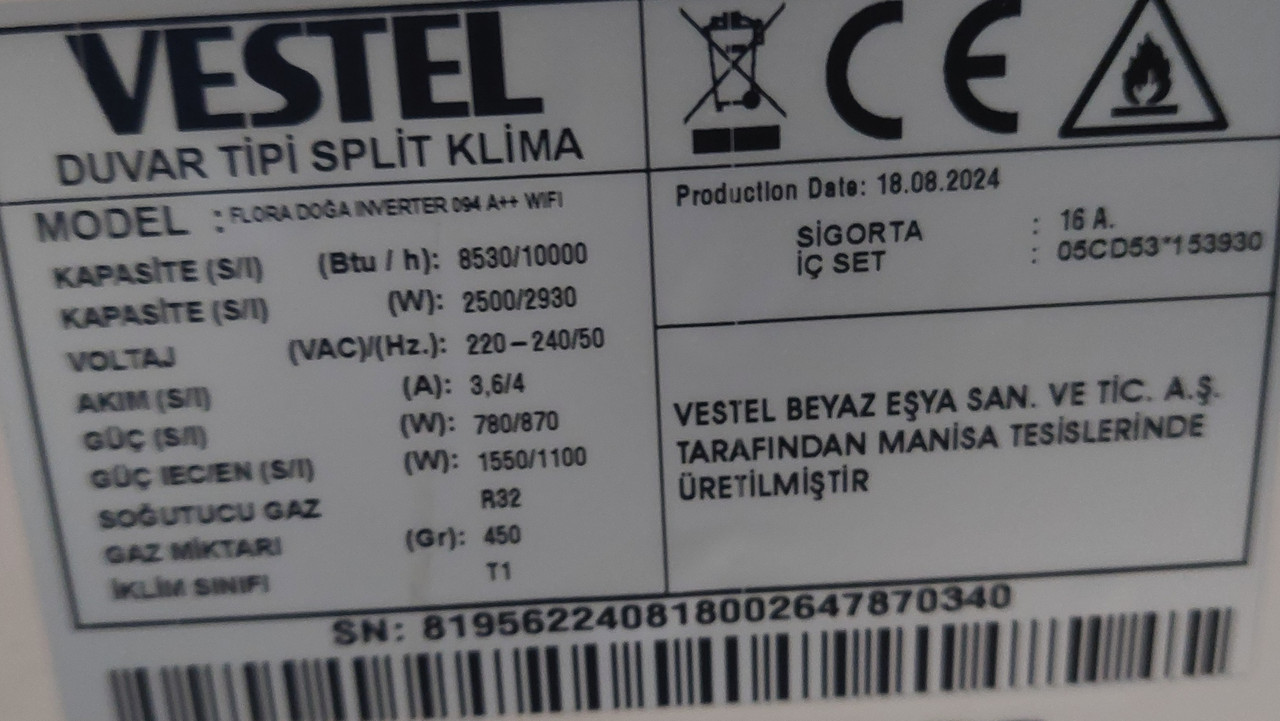 VESTEL
DUVAR TİPİ SPLİT KLİMA
MODEL : FLORA DOĞA INVERTER 094 A++ WIFI
KAPASİTE (S/I) (Btu / h): 8530/10000
KAPASİTE (S/I) (W): 2500/2930
VOLTAJ (VAC)/(Hz.): 220-240/50
AKIM (S/I) (A): 3,6/4
GÜÇ (S/I) (W): 780/870
GÜÇ IEC/EN (S/I) (W): 1550/1100
SOĞUTUCU GAZ R32
GAZ MİKTARI (Gr): 450
İKLİM SINIFI T1
CE
Production Date: 18.08.2024
SİGORTA : 16 A.
İÇ SET : 05CD53*153930
VESTEL BEYAZ EŞYA SAN. VE TİC. A.Ş.
TARAFINDAN MANİSA TESİSLERİNDE
ÜRETİLMİŞTİR
SN: 8195622408180026478​70340